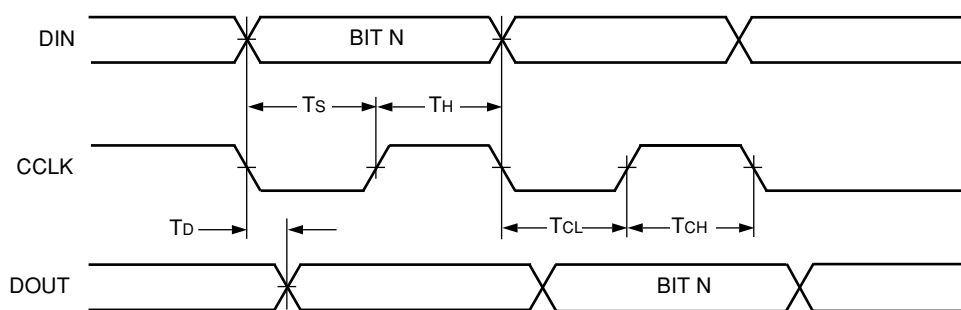 DIN
BIT N
TS
TH
CCLK
TD
TCL
TCH
DOUT
BIT N